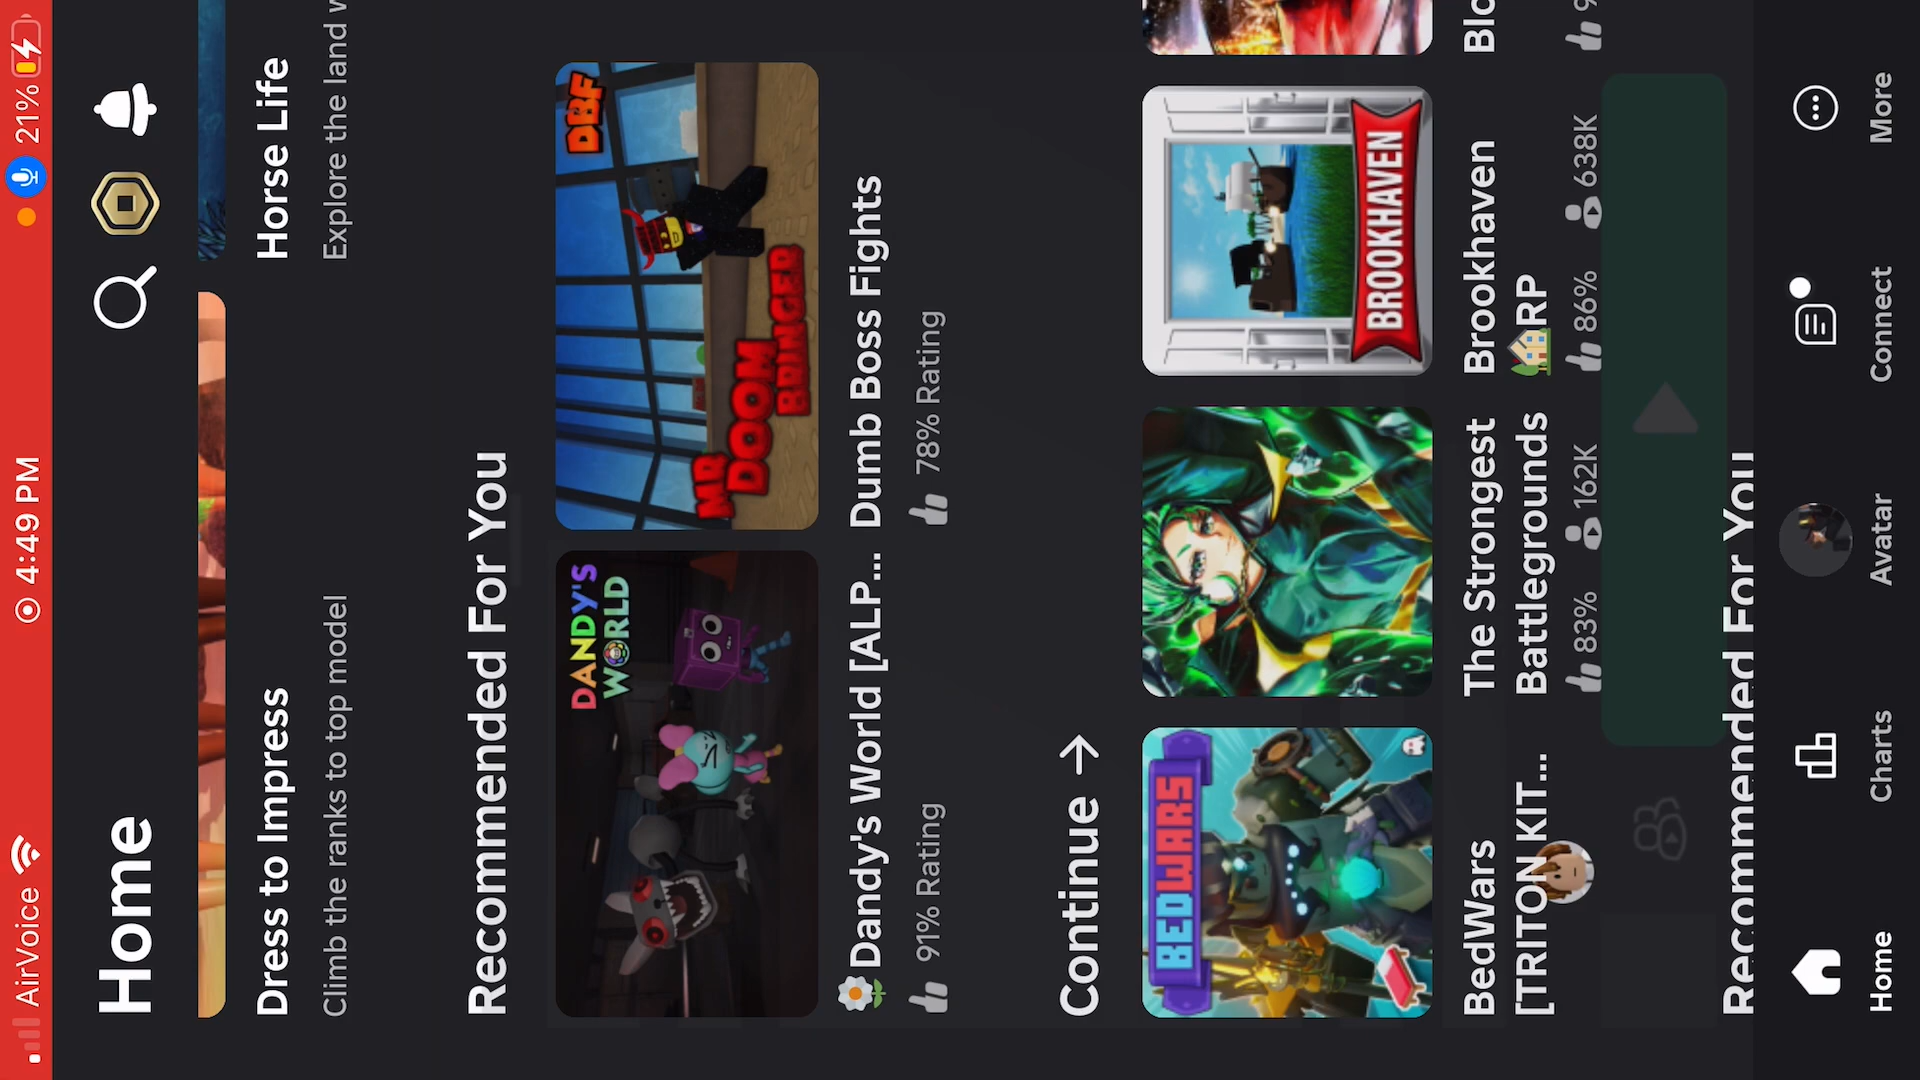 AirVoice 4:49 PM 21%
Home
Dress to Impress
Climb the ranks to top model
Horse Life
Explore the land
Recommended For You
DANDY'S
WORLD
Dandy's World [ALP...
91% Rating
DBF
MR
DOOM
BRINGER
Dumb Boss Fights
78% Rating
Continue →
BEDWARS
BedWars
[TRITON KIT...
The Strongest
Battlegrounds
83% 162K
BROOKHAVEN
Brookhaven
RP
86% 638K
Blo
9
Recommended For You
Home
Charts
Avatar
Connect
More